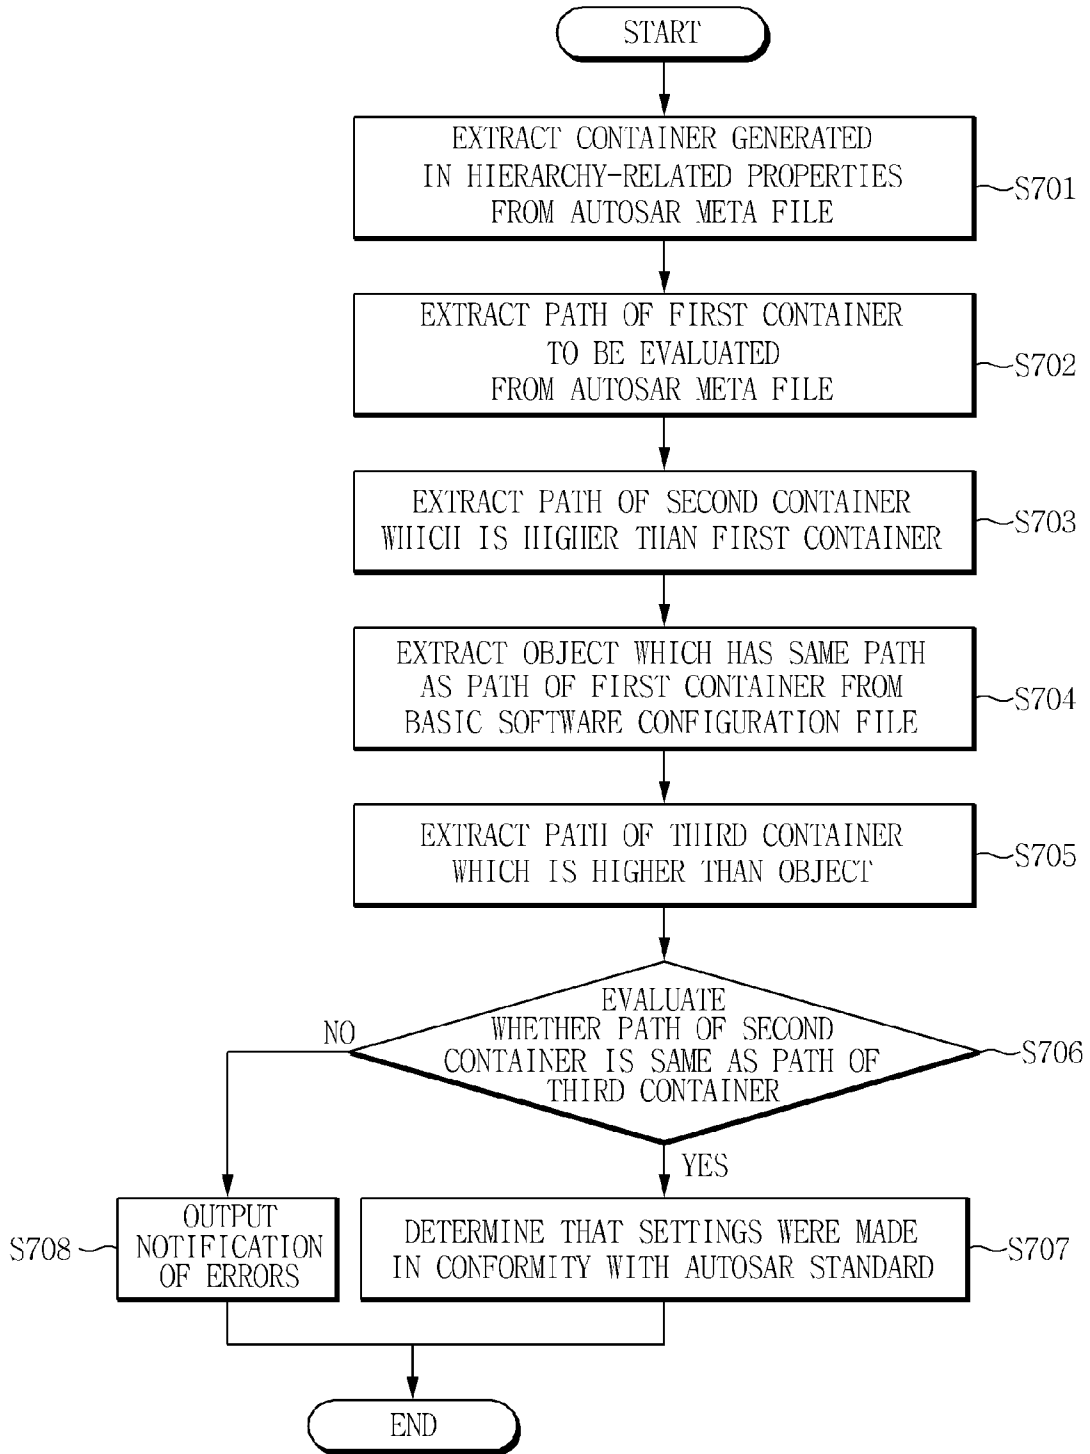 START
EXTRACT CONTAINER GENERATED
IN HIERARCHY-RELATED PROPERTIES
FROM AUTOSAR META FILE
S701
EXTRACT PATH OF FIRST CONTAINER
TO BE EVALUATED
FROM AUTOSAR META FILE
S702
EXTRACT PATH OF SECOND CONTAINER
WHICH IS HIGHER THAN FIRST CONTAINER
S703
EXTRACT OBJECT WHICH HAS SAME PATH
AS PATH OF FIRST CONTAINER FROM
BASIC SOFTWARE CONFIGURATION FILE
S704
EXTRACT PATH OF THIRD CONTAINER
WHICH IS HIGHER THAN OBJECT
S705
EVALUATE
WHETHER PATH OF SECOND
CONTAINER IS SAME AS PATH OF
THIRD CONTAINER
S706
NO
YES
OUTPUT
NOTIFICATION
OF ERRORS
S708
DETERMINE THAT SETTINGS WERE MADE
IN CONFORMITY WITH AUTOSAR STANDARD
S707
END